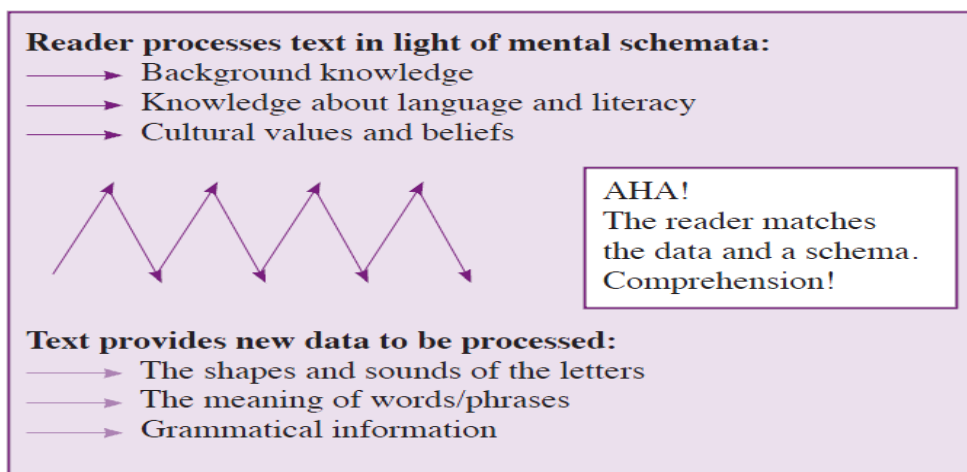 Reader processes text in light of mental schemata:
Background knowledge
Knowledge about language and literacy
Cultural values and beliefs
AHA!
The reader matches
the data and a schema.
Comprehension!
Text provides new data to be processed:
The shapes and sounds of the letters
The meaning of words/phrases
Grammatical information